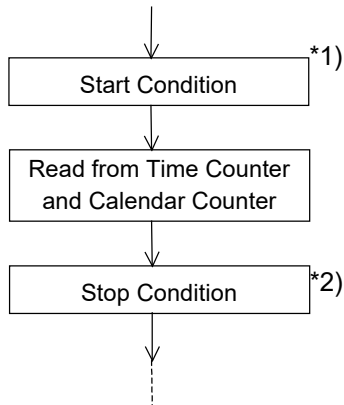 *1)
Start Condition
Read from Time Counter
and Calendar Counter
*2)
Stop Condition